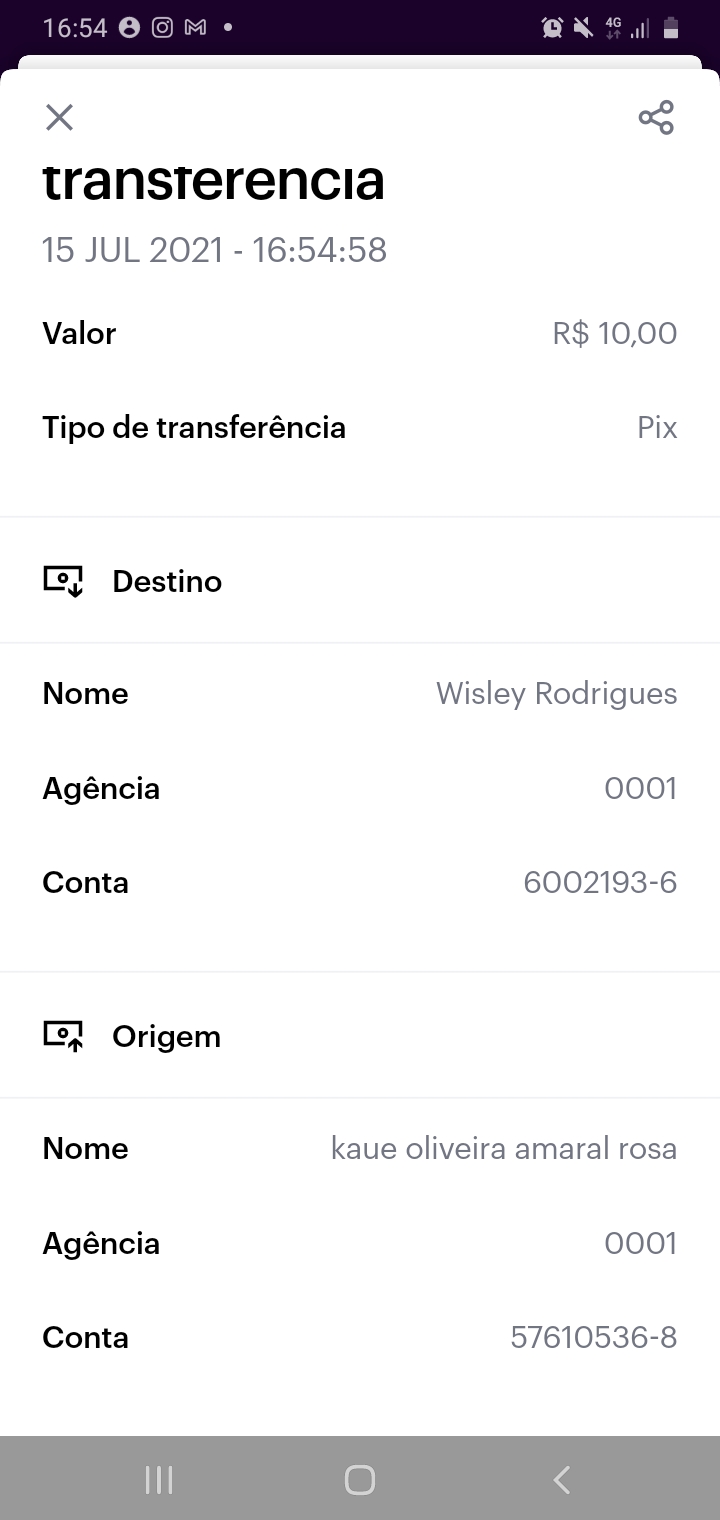 16:54
4G
transferência
15 JUL 2021 - 16:54:58
Valor R$ 10,00
Tipo de transferência Pix
Destino
Nome Wisley Rodrigues
Agência 0001
Conta 6002193-6
Origem
Nome kaue oliveira amaral rosa
Agência 0001
Conta 57610536-8